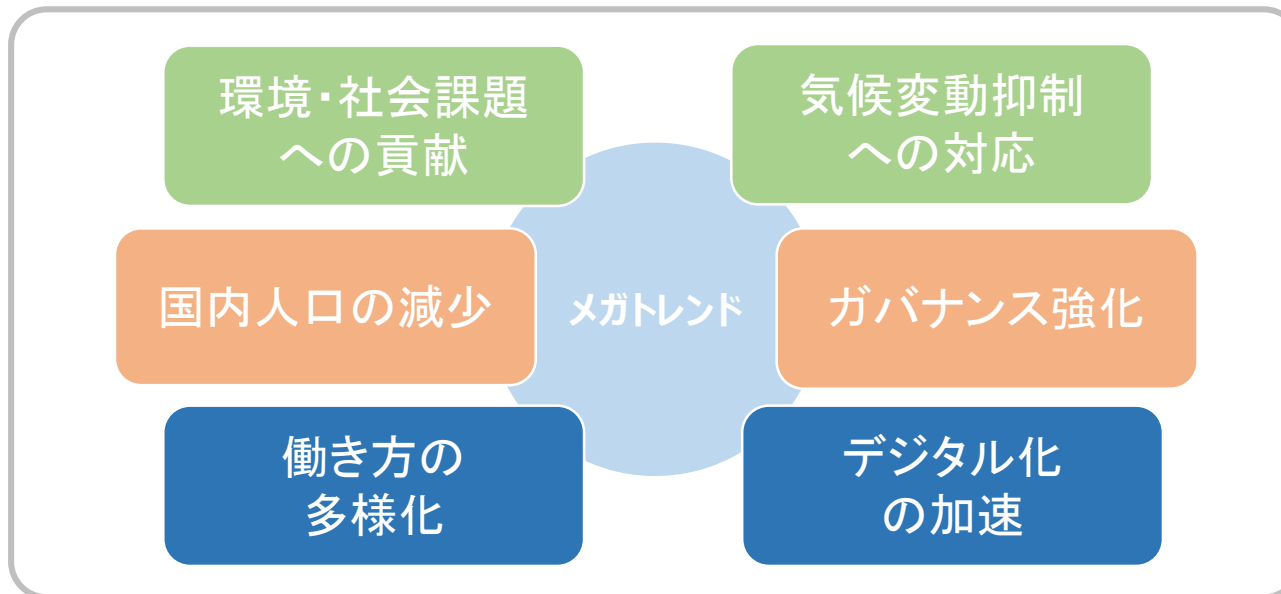 環境・社会課題
への貢献
気候変動抑制
への対応
国内人口の減少
メガトレンド
ガバナンス強化
働き方の
多様化
デジタル化
の加速